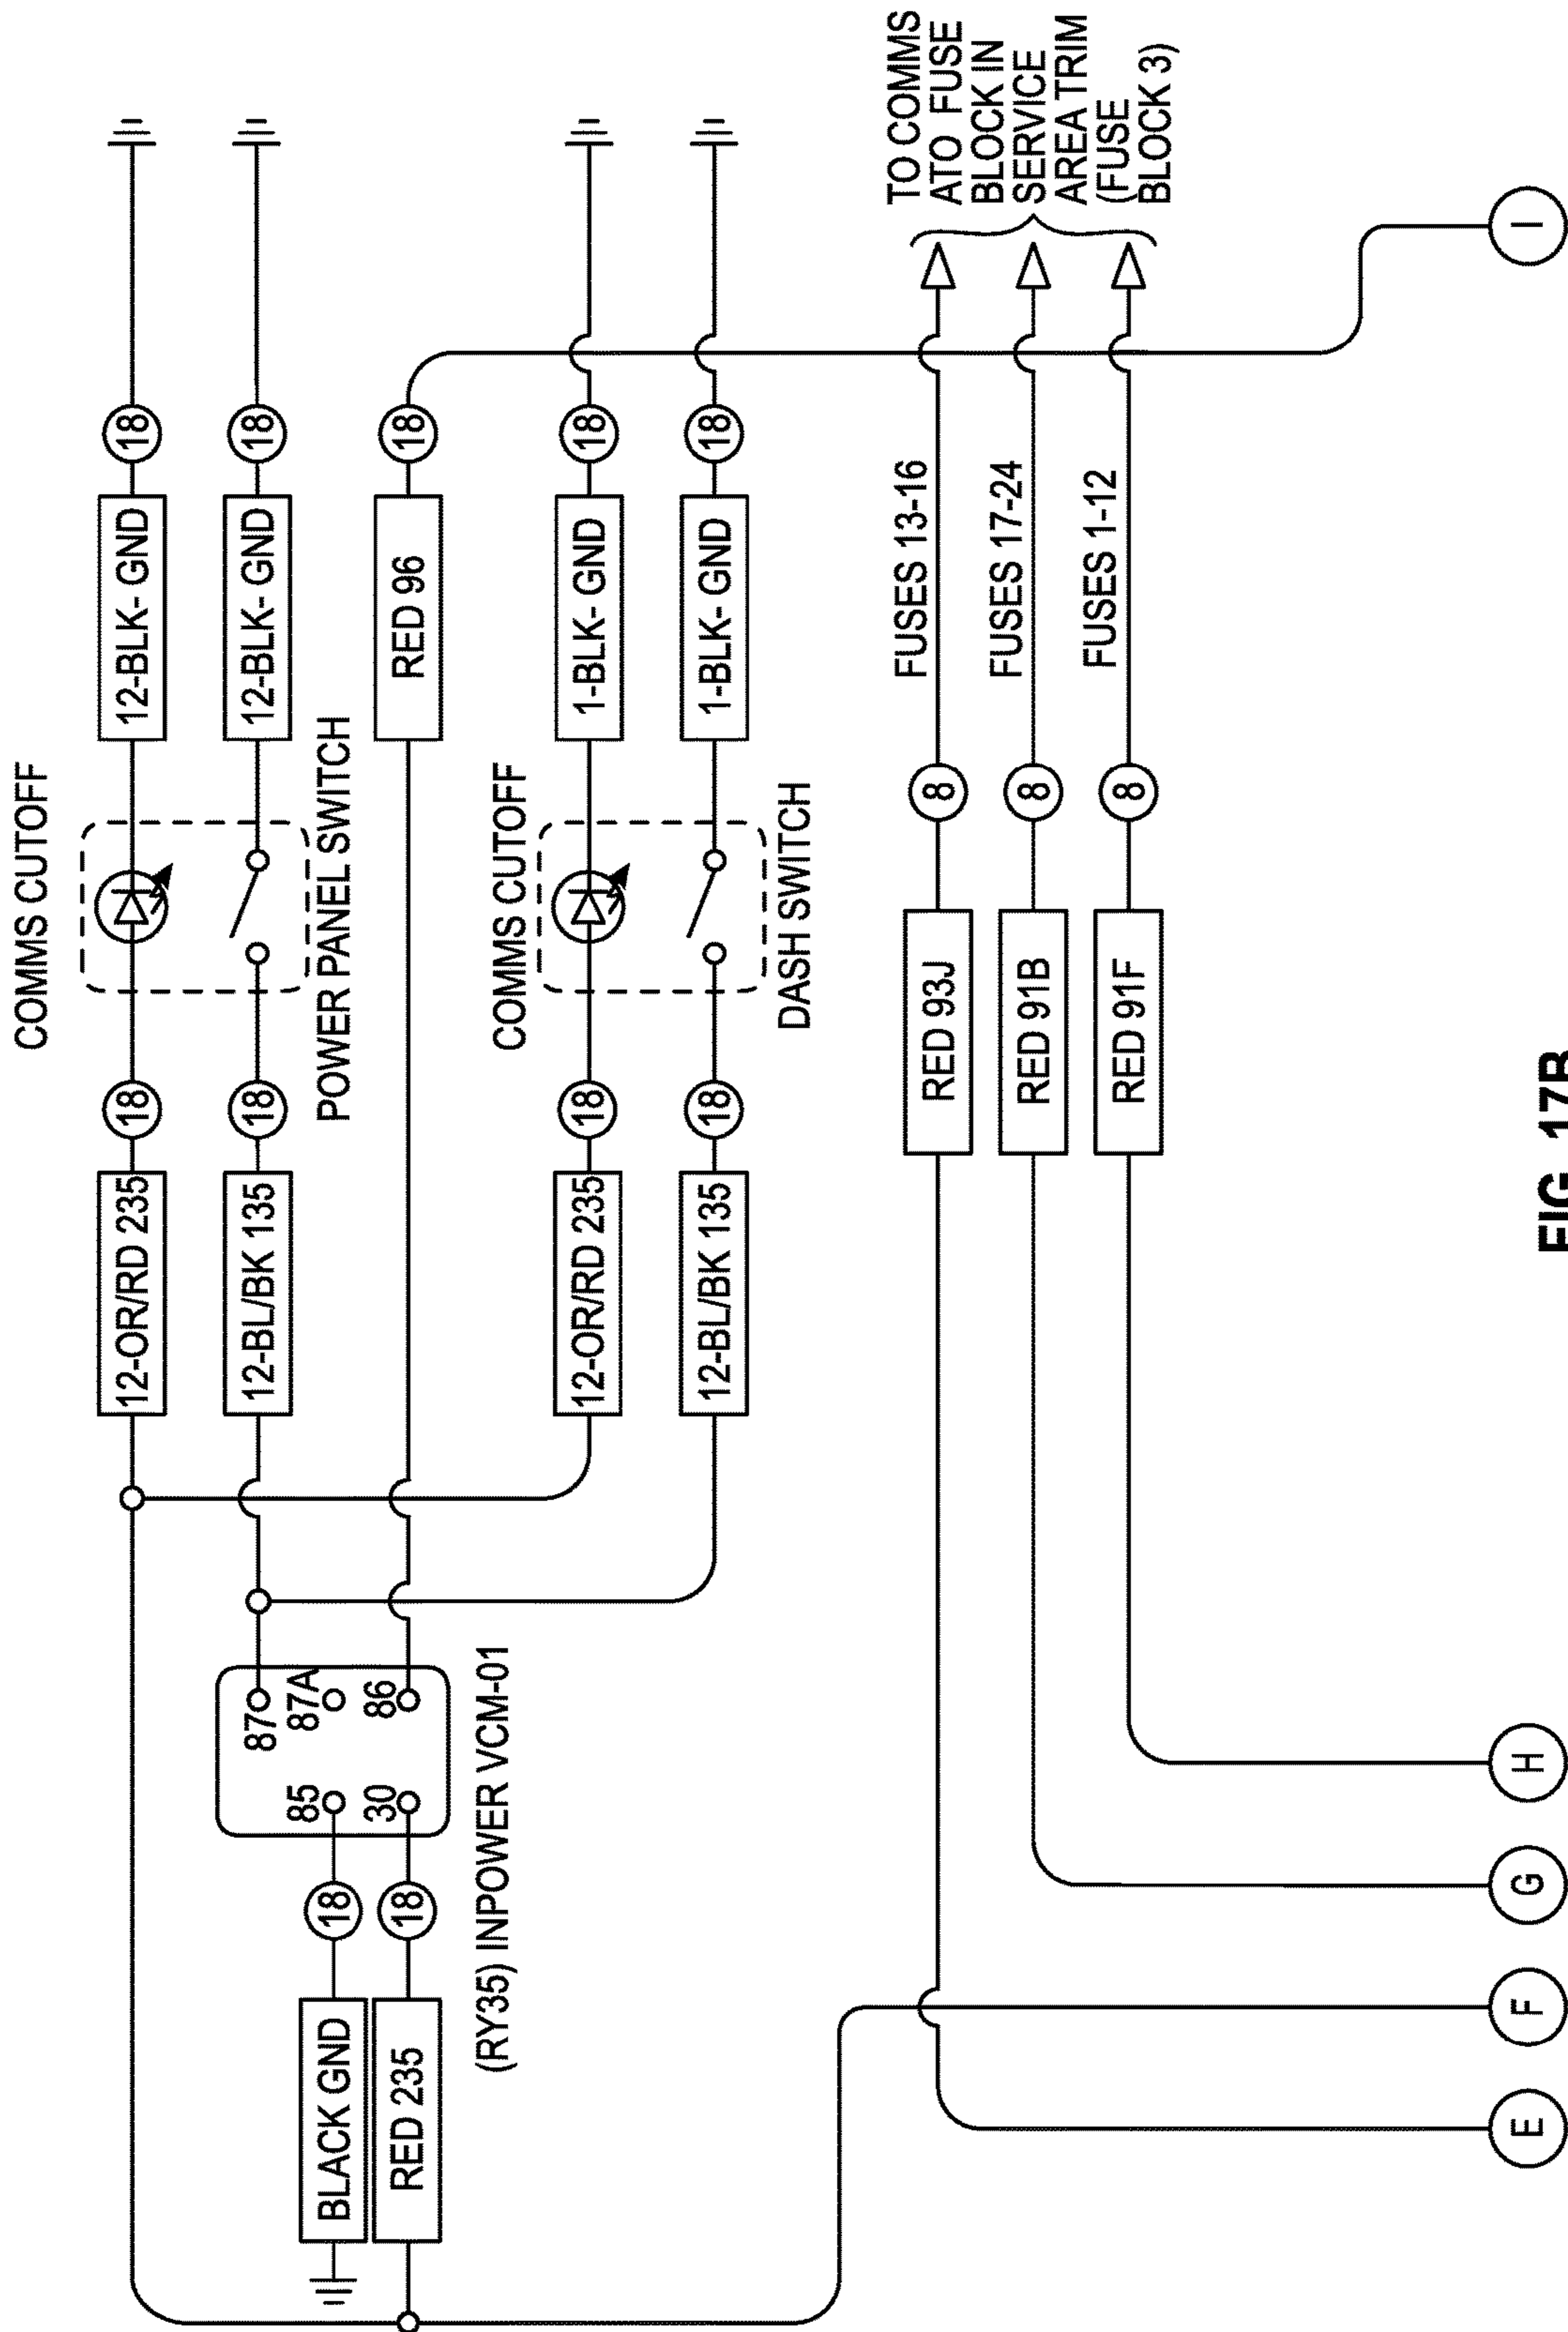 COMMS CUTOFF
12-OR/RD 235
18
18
12-BLK- GND
12-BL/BK 135
18
18
12-BLK- GND
18
18
POWER PANEL SWITCH
BLACK GND
18
85
87
87A
RED 235
18
30
86
RED 96
18
(RY35) INPOWER VCM-01
COMMS CUTOFF
12-OR/RD 235
18
1-BLK- GND
12-BL/BK 135
18
1-BLK- GND
DASH SWITCH
TO COMMS
ATO FUSE
BLOCK IN
SERVICE
AREA TRIM
(FUSE
BLOCK 3)
RED 93J
8
FUSES 13-16
RED 91B
8
FUSES 17-24
RED 91F
8
FUSES 1-12
E
F
G
H
I
FIG. 17B